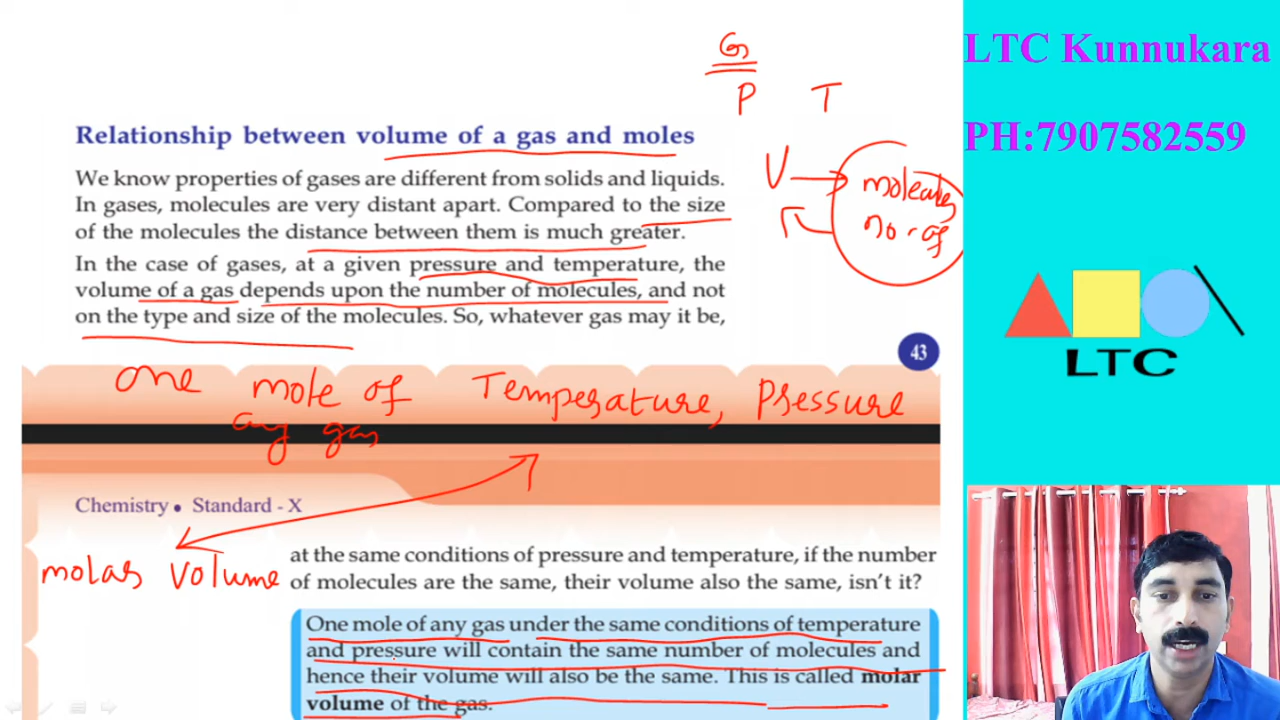 LTC Kunnukara
PH:7907582559
G
P T
Relationship between volume of a gas and moles
V molecules
no. of
We know properties of gases are different from solids and liquids.
In gases, molecules are very distant apart. Compared to the size
of the molecules the distance between them is much greater.
In the case of gases, at a given pressure and temperature, the
volume of a gas depends upon the number of molecules, and not
on the type and size of the molecules. So, whatever gas may it be,
43
LTC
one mole of Temperature, Pressure
any gas
Chemistry • Standard - X
molar volume
at the same conditions of pressure and temperature, if the number
of molecules are the same, their volume also the same, isn't it?
One mole of any gas under the same conditions of temperature
and pressure will contain the same number of molecules and
hence their volume will also be the same. This is called molar
volume of the gas.